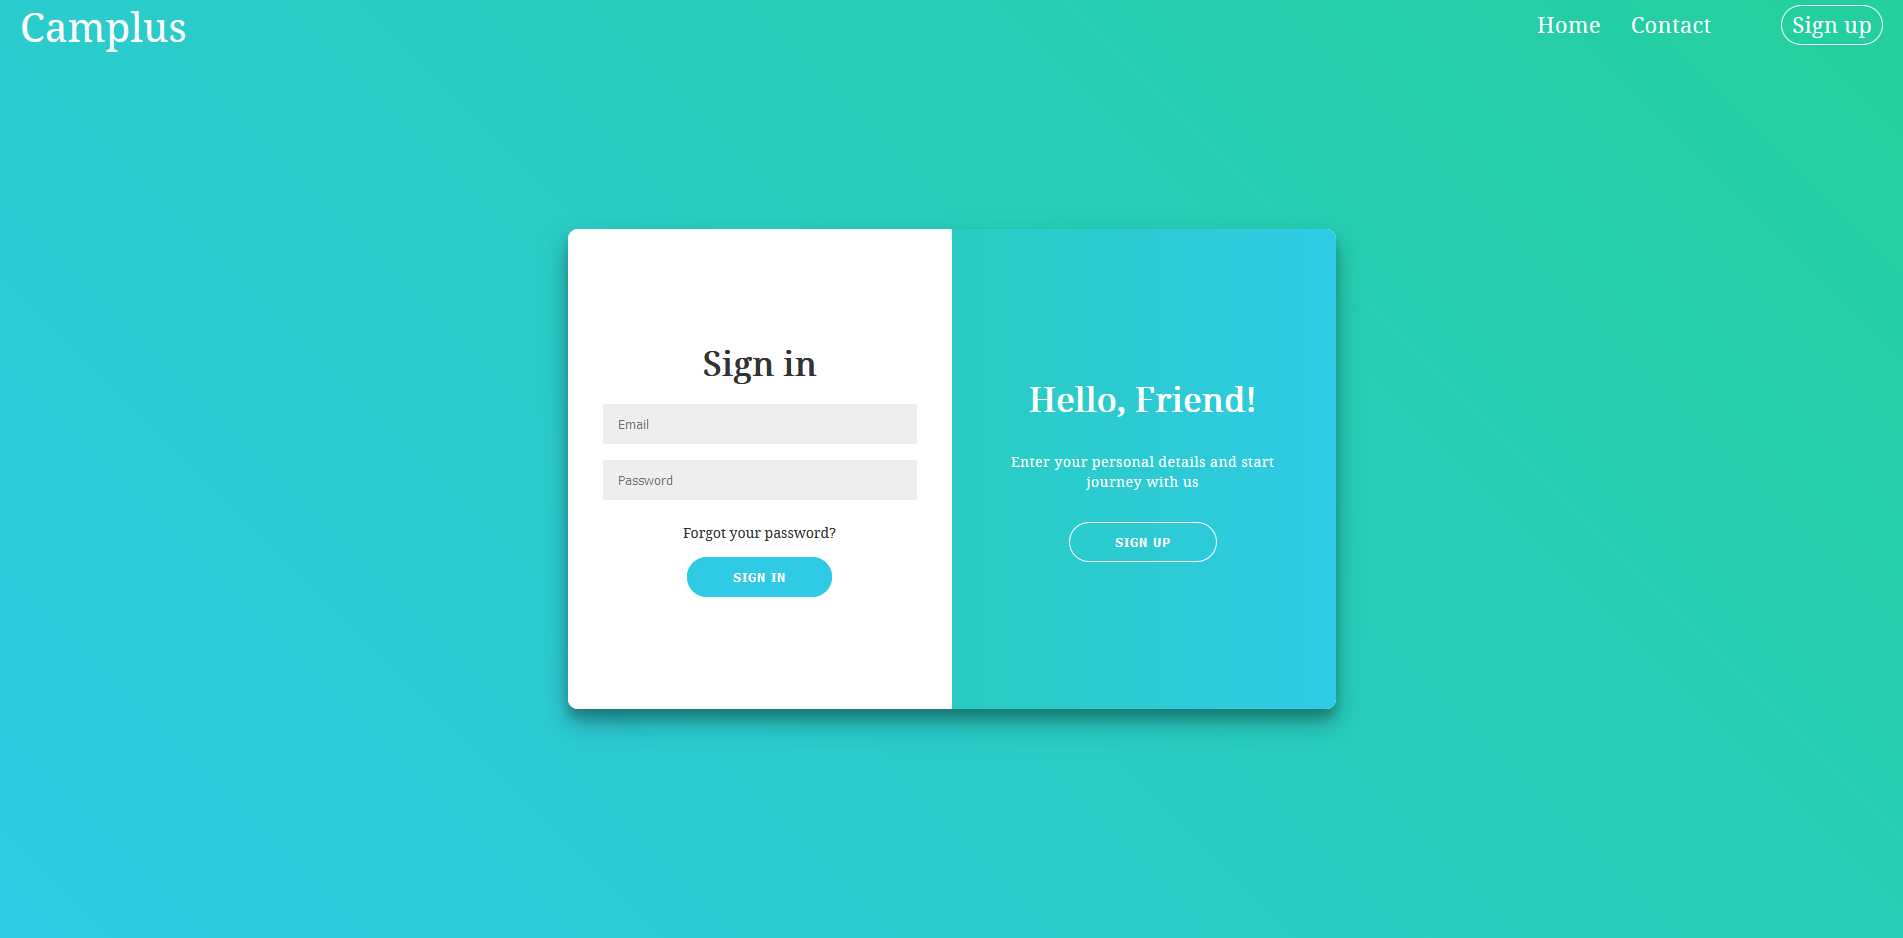 Camplus
Home
Contact
Sign up
Sign in
Email
Password
Forgot your password?
SIGN IN
Hello, Friend!
Enter your personal details and start
journey with us
SIGN UP